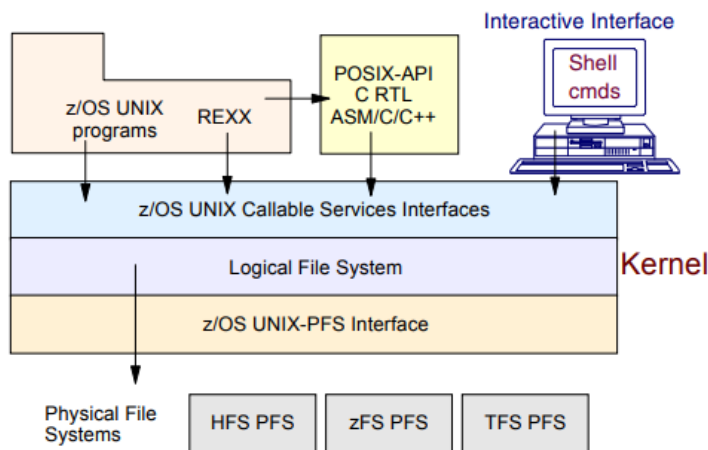 Interactive Interface
z/OS UNIX
programs
REXX
POSIX-API
C RTL
ASM/C/C++
Shell
cmds
z/OS UNIX Callable Services Interfaces
Logical File System
Kernel
z/OS UNIX-PFS Interface
Physical File
Systems
HFS PFS
zFS PFS
TFS PFS